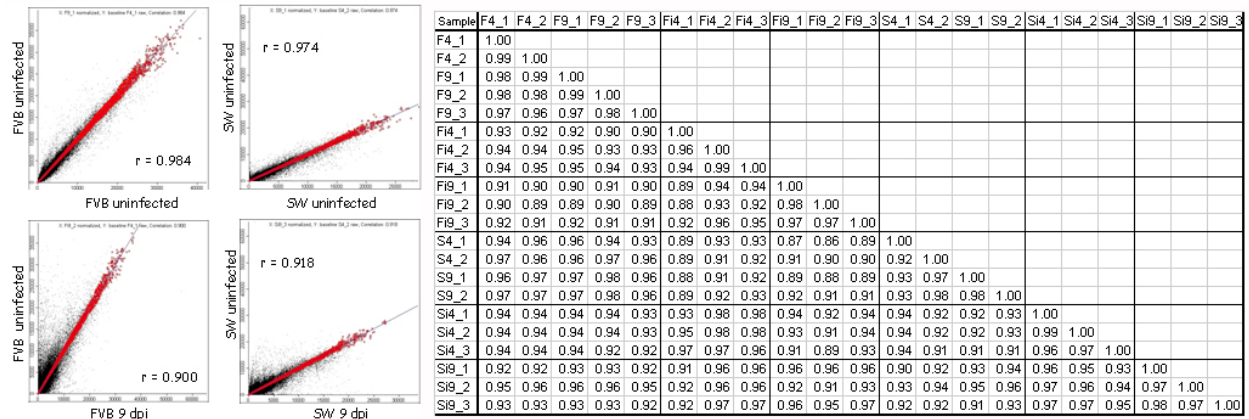 FVB uninfected
r = 0.984
FVB uninfected
SW uninfected
r = 0.974
SW uninfected
FVB uninfected
r = 0.900
FVB 9 dpi
SW uninfected
r = 0.918
SW 9 dpi
Sample F4_1 F4_2 F9_1 F9_2 F9_3 Fi4_1 Fi4_2 Fi4_3 Fi9_1 Fi9_2 Fi9_3 S4_1 S4_2 S9_1 S9_2 Si4_1 Si4_2 Si4_3 Si9_1 Si9_2 Si9_3
F4_1 1.00
F4_2 0.99 1.00
F9_1 0.98 0.99 1.00
F9_2 0.98 0.98 0.99 1.00
F9_3 0.97 0.96 0.97 0.98 1.00
Fi4_1 0.93 0.92 0.92 0.90 0.90 1.00
Fi4_2 0.94 0.94 0.95 0.93 0.93 0.96 1.00
Fi4_3 0.94 0.95 0.95 0.94 0.93 0.94 0.99 1.00
Fi9_1 0.91 0.90 0.90 0.91 0.90 0.89 0.94 0.94 1.00
Fi9_2 0.90 0.89 0.89 0.90 0.89 0.88 0.93 0.92 0.98 1.00
Fi9_3 0.92 0.91 0.92 0.91 0.91 0.92 0.96 0.95 0.97 0.97 1.00
S4_1 0.94 0.96 0.96 0.94 0.93 0.89 0.93 0.93 0.87 0.86 0.89 1.00
S4_2 0.97 0.96 0.96 0.97 0.96 0.89 0.91 0.92 0.91 0.90 0.90 0.92 1.00
S9_1 0.96 0.97 0.97 0.98 0.96 0.88 0.91 0.92 0.89 0.88 0.89 0.93 0.97 1.00
S9_2 0.97 0.97 0.97 0.98 0.96 0.89 0.92 0.93 0.92 0.91 0.91 0.93 0.98 0.98 1.00
Si4_1 0.94 0.94 0.94 0.94 0.93 0.93 0.98 0.98 0.94 0.92 0.94 0.94 0.92 0.92 0.93 1.00
Si4_2 0.94 0.94 0.94 0.94 0.93 0.95 0.98 0.98 0.93 0.91 0.94 0.94 0.92 0.92 0.93 0.99 1.00
Si4_3 0.94 0.94 0.94 0.92 0.92 0.97 0.97 0.96 0.91 0.89 0.93 0.94 0.91 0.91 0.91 0.96 0.97 1.00
Si9_1 0.92 0.92 0.93 0.93 0.92 0.91 0.96 0.96 0.96 0.96 0.96 0.90 0.92 0.93 0.94 0.96 0.95 0.93 1.00
Si9_2 0.95 0.96 0.96 0.96 0.95 0.92 0.96 0.96 0.92 0.91 0.93 0.93 0.94 0.95 0.96 0.97 0.96 0.94 0.97 1.00
Si9_3 0.93 0.93 0.93 0.93 0.92 0.92 0.97 0.97 0.96 0.95 0.97 0.92 0.92 0.91 0.93 0.97 0.97 0.95 0.98 0.97 1.00